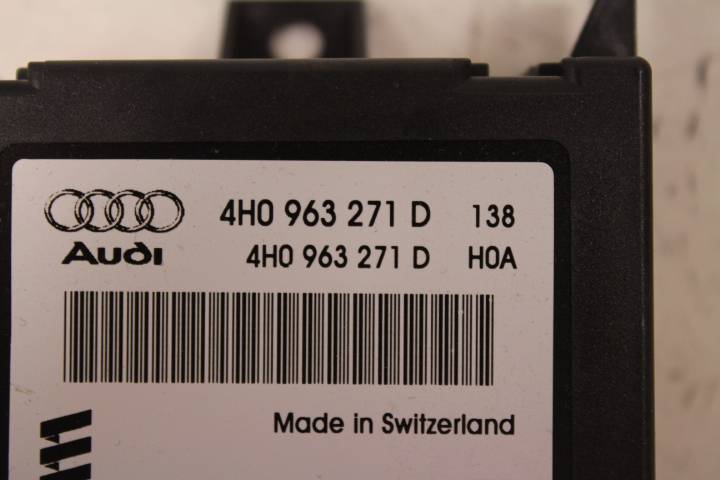 4H0 963 271 D 138
Audi 4H0 963 271 D H0A
Made in Switzerland